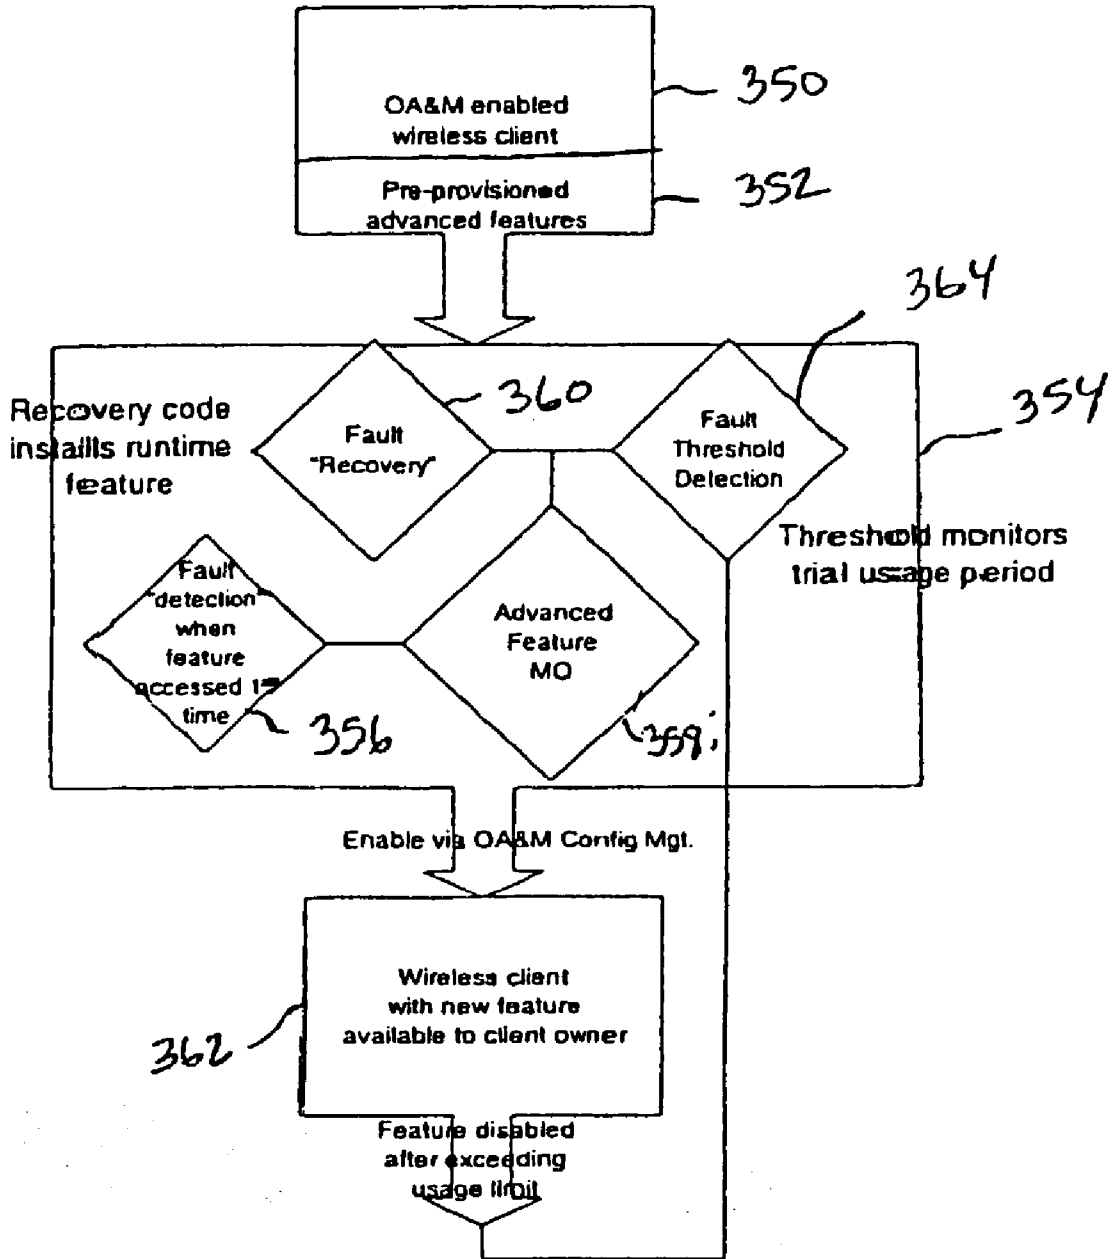 OA&M enabled
wireless client
350
Pre-provisioned
advanced features
352
364
354
Recovery code
installs runtime
feature
Fault
"Recovery"
360
Fault
Threshold
Detection
Threshold monitors
trial usage period
Fault
"detection"
when
feature
accessed 1st
time
356
Advanced
Feature
MO
358
Enable via OA&M Config Mgt.
Wireless client
with new feature
available to client owner
362
Feature disabled
after exceeding
usage limit